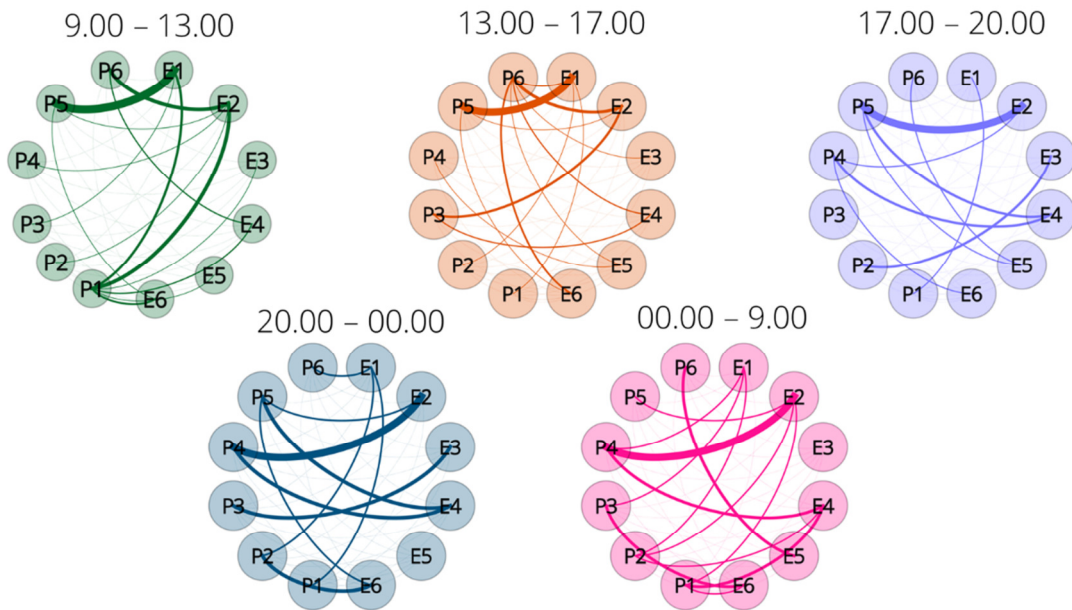 9.00 – 13.00
P6 E1
P5 E2
P4 E3
P3 E4
P2 E5
P1 E6
13.00 – 17.00
P6 E1
P5 E2
P4 E3
P3 E4
P2 E5
P1 E6
17.00 – 20.00
P6 E1
P5 E2
P4 E3
P3 E4
P2 E5
P1 E6
20.00 – 00.00
P6 E1
P5 E2
P4 E3
P3 E4
P2 E5
P1 E6
00.00 – 9.00
P6 E1
P5 E2
P4 E3
P3 E4
P2 E5
P1 E6